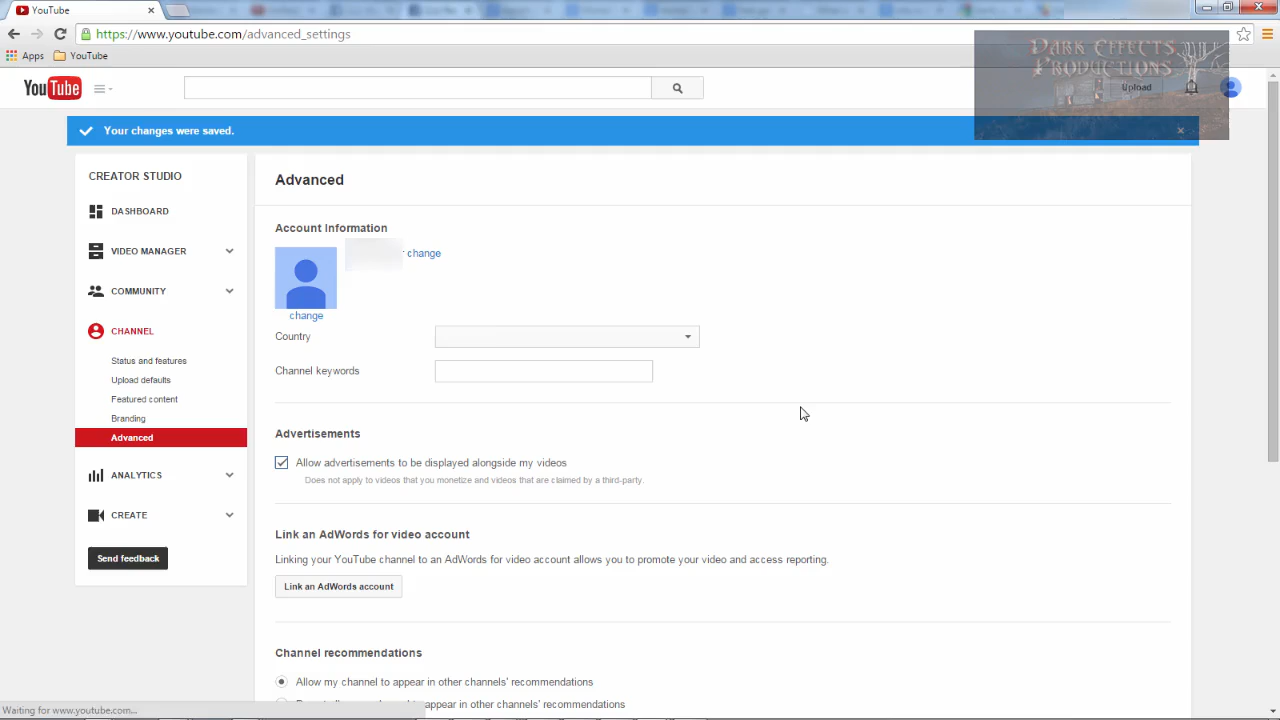 YouTube
https://www.youtube.com/advanced_settings
Apps YouTube
DARK EFFECTS
PRODUCTIONS
YouTube
Upload
Your changes were saved.
CREATOR STUDIO
DASHBOARD
VIDEO MANAGER
COMMUNITY
CHANNEL
Status and features
Upload defaults
Featured content
Branding
Advanced
ANALYTICS
CREATE
Send feedback
Advanced
Account Information
change
change
Country
Channel keywords
Advertisements
Allow advertisements to be displayed alongside my videos
Does not apply to videos that you monetize and videos that are claimed by a third-party.
Link an AdWords for video account
Linking your YouTube channel to an AdWords for video account allows you to promote your video and access reporting.
Link an AdWords account
Channel recommendations
Allow my channel to appear in other channels' recommendations
appear in other channels' recommendations
Waiting for www.youtube.com...